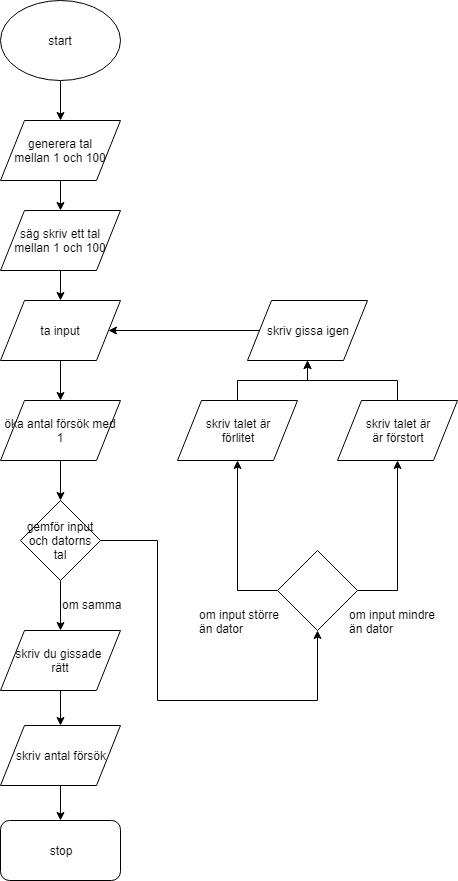 start
generera tal
mellan 1 och 100
säg skriv ett tal
mellan 1 och 100
ta input
skriv gissa igen
öka antal försök med
1
skriv talet är
förlitet
skriv talet är
är förstort
gemför input
och datorns
tal
om samma
om input större
än dator
om input mindre
än dator
skriv du gissade
rätt
skriv antal försök
stop